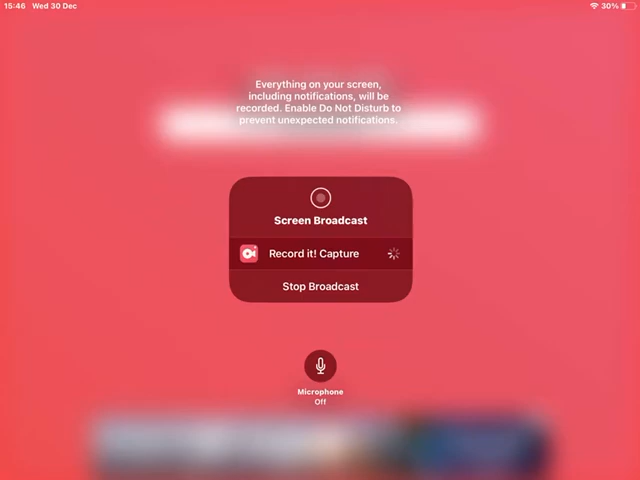 15:46 Wed 30 Dec 30%
Everything on your screen,
including notifications, will be
recorded. Enable Do Not Disturb to
prevent unexpected notifications.
Screen Broadcast
Record it! Capture
Stop Broadcast
Microphone
Off